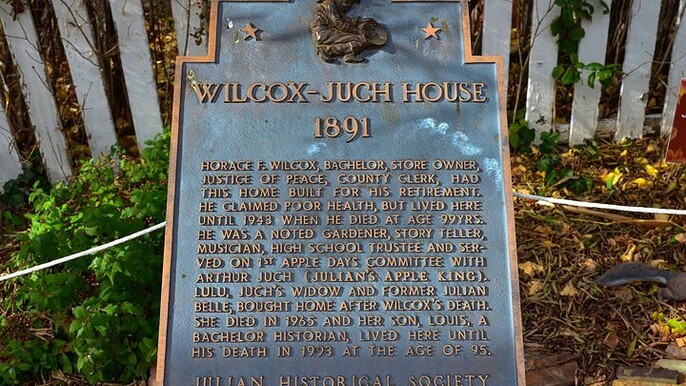 WILCOX-JUCH HOUSE
1891
HORACE F. WILCOX, BACHELOR, STORE OWNER,
JUSTICE OF PEACE, COUNTY CLERK, HAD
THIS HOME BUILT FOR HIS RETIREMENT.
HE CLAIMED POOR HEALTH, BUT LIVED HERE
UNTIL 1943 WHEN HE DIED AT AGE 99YRS.
HE WAS A NOTED GARDENER, STORY TELLER,
MUSICIAN, HIGH SCHOOL TRUSTEE AND SER-
VED ON 1ST APPLE DAYS COMMITTEE WITH
ARTHUR JUCH (JULIAN'S APPLE KING).
LULU, JUCH'S WIDOW AND FORMER JULIAN
BELLE, BOUGHT HOME AFTER WILCOX'S DEATH.
SHE DIED IN 1965 AND HER SON, LOUIS, A
BACHELOR HISTORIAN, LIVED HERE UNTIL
HIS DEATH IN 1993 AT THE AGE OF 95.
JULIAN HISTORICAL SOCIETY